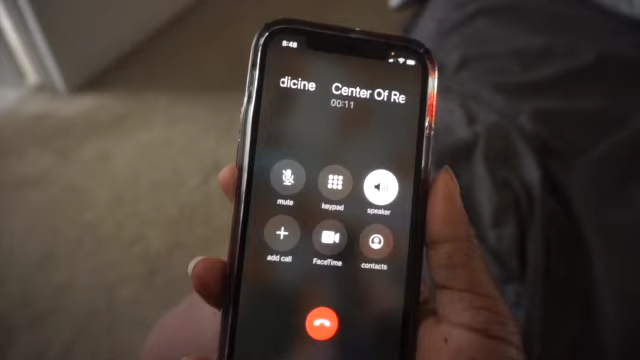 8:48
dicine Center Of Re
00:11
mute keypad speaker
add call FaceTime contacts